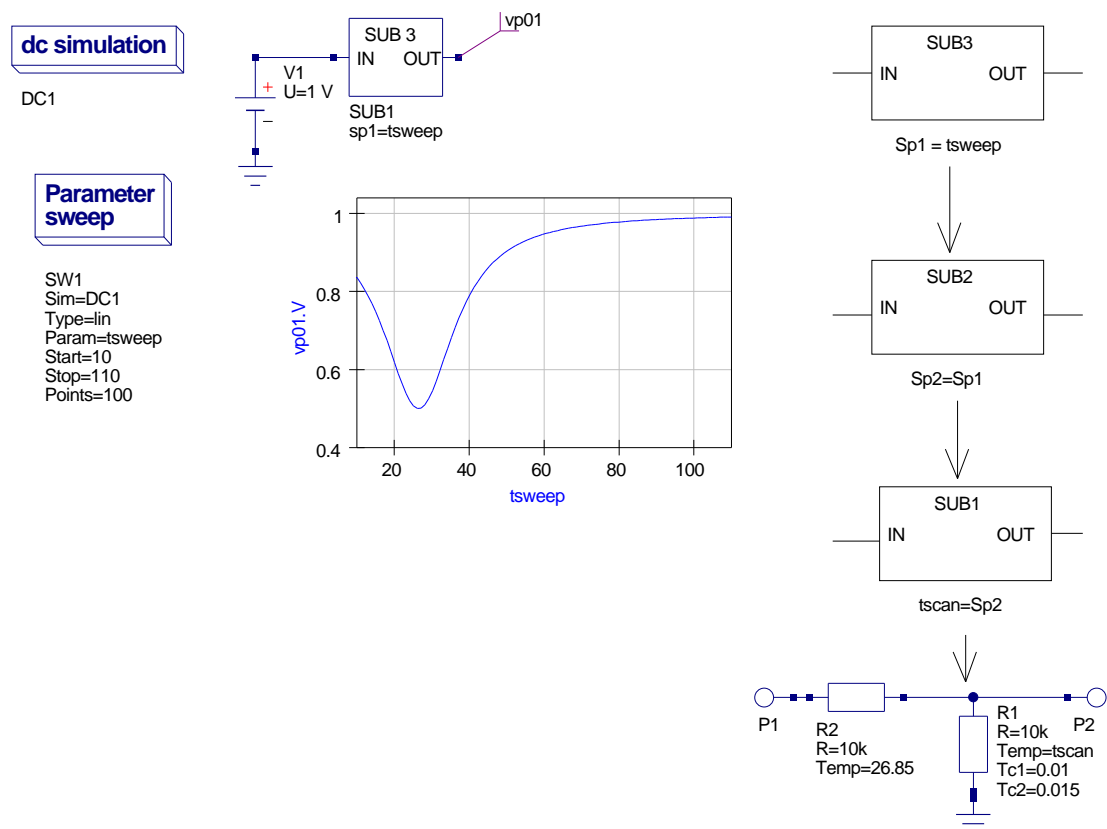 dc simulation
DC1
Parameter
sweep
SW1
Sim=DC1
Type=lin
Param=tsweep
Start=10
Stop=110
Points=100
V1
U=1 V
+
−
SUB 3
IN OUT
SUB1
sp1=tsweep
vp01
1
0.8
0.6
0.4
vp01.V
20 40 60 80 100
tsweep
SUB3
IN OUT
Sp1 = tsweep
SUB2
IN OUT
Sp2=Sp1
SUB1
IN OUT
tscan=Sp2
P1
R2
R=10k
Temp=26.85
R1
R=10k
Temp=tscan
Tc1=0.01
Tc2=0.015
P2